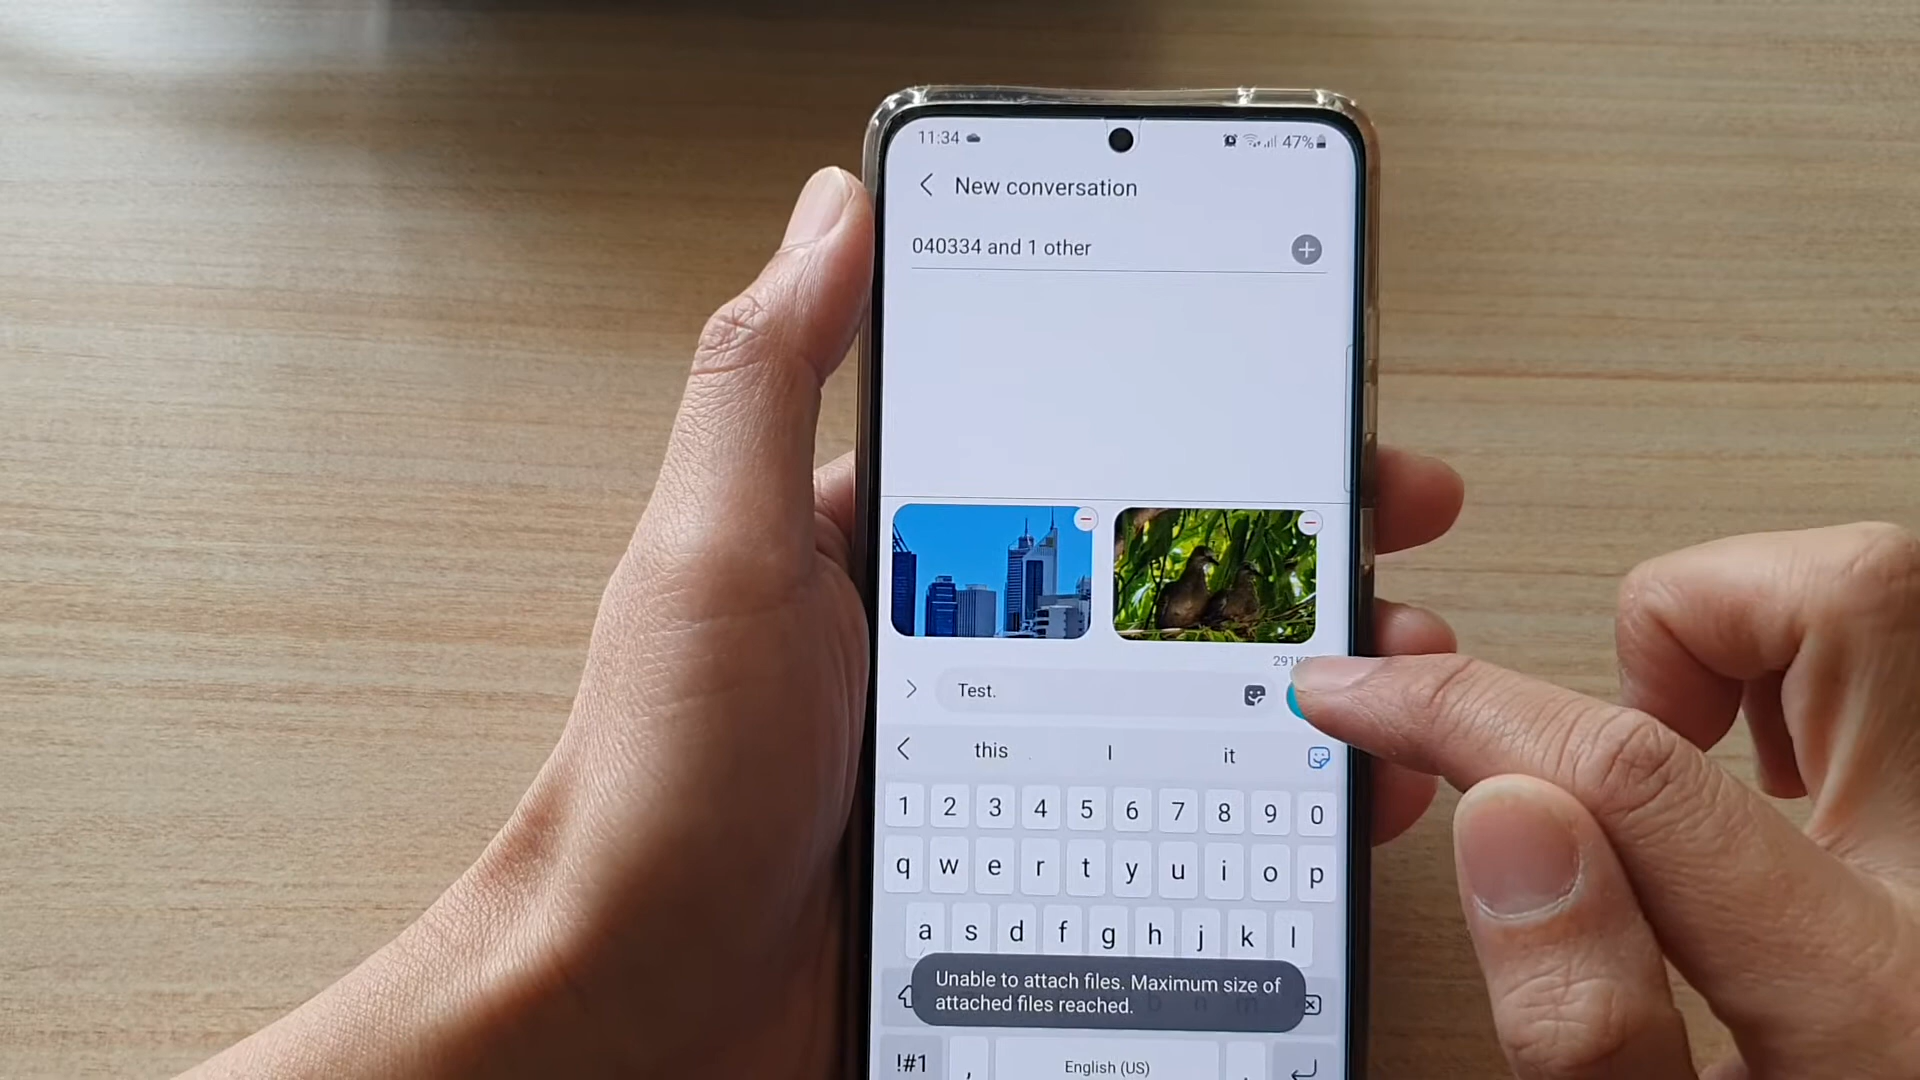 11:34 47%
New conversation
040334 and 1 other
Test.
this I it
1 2 3 4 5 6 7 8 9 0
q w e r t y u i o p
a s d f g h j k l
Unable to attach files. Maximum size of
attached files reached.
!#1 , English (US) .